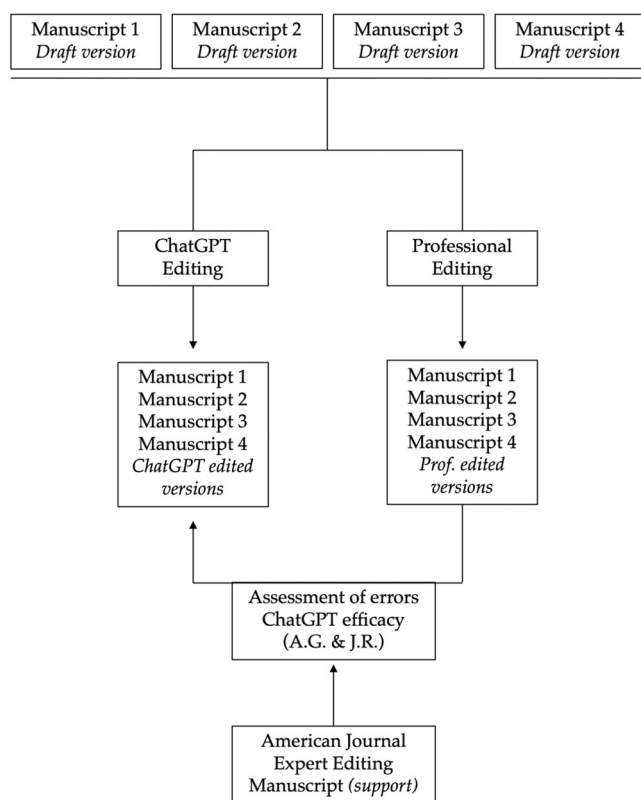 Manuscript 1
Draft version
Manuscript 2
Draft version
Manuscript 3
Draft version
Manuscript 4
Draft version
ChatGPT
Editing
Professional
Editing
Manuscript 1
Manuscript 2
Manuscript 3
Manuscript 4
ChatGPT edited
versions
Manuscript 1
Manuscript 2
Manuscript 3
Manuscript 4
Prof. edited
versions
Assessment of errors
ChatGPT efficacy
(A.G. & J.R.)
American Journal
Expert Editing
Manuscript (support)